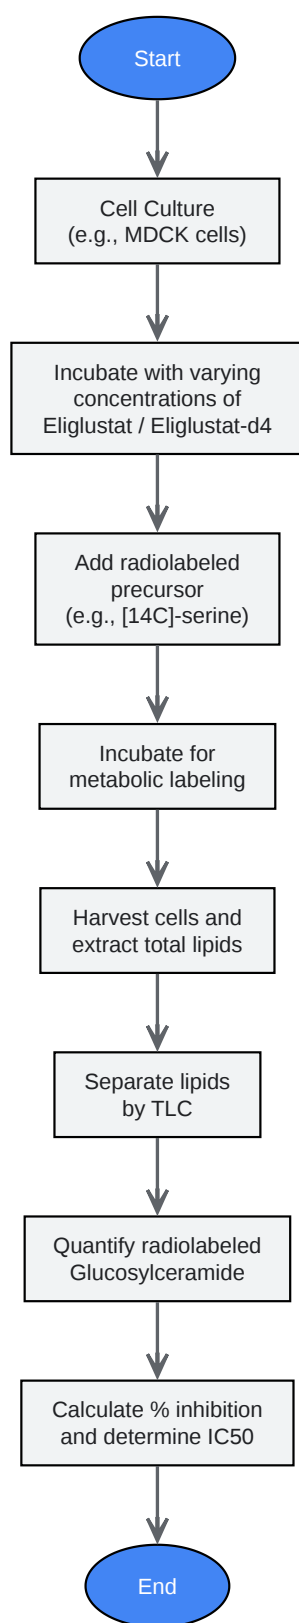 Start
Cell Culture
(e.g., MDCK cells)
Incubate with varying
concentrations of
Eliglustat / Eliglustat-d4
Add radiolabeled
precursor
(e.g., [14C]-serine)
Incubate for
metabolic labeling
Harvest cells and
extract total lipids
Separate lipids
by TLC
Quantify radiolabeled
Glucosylceramide
Calculate % inhibition
and determine IC50
End